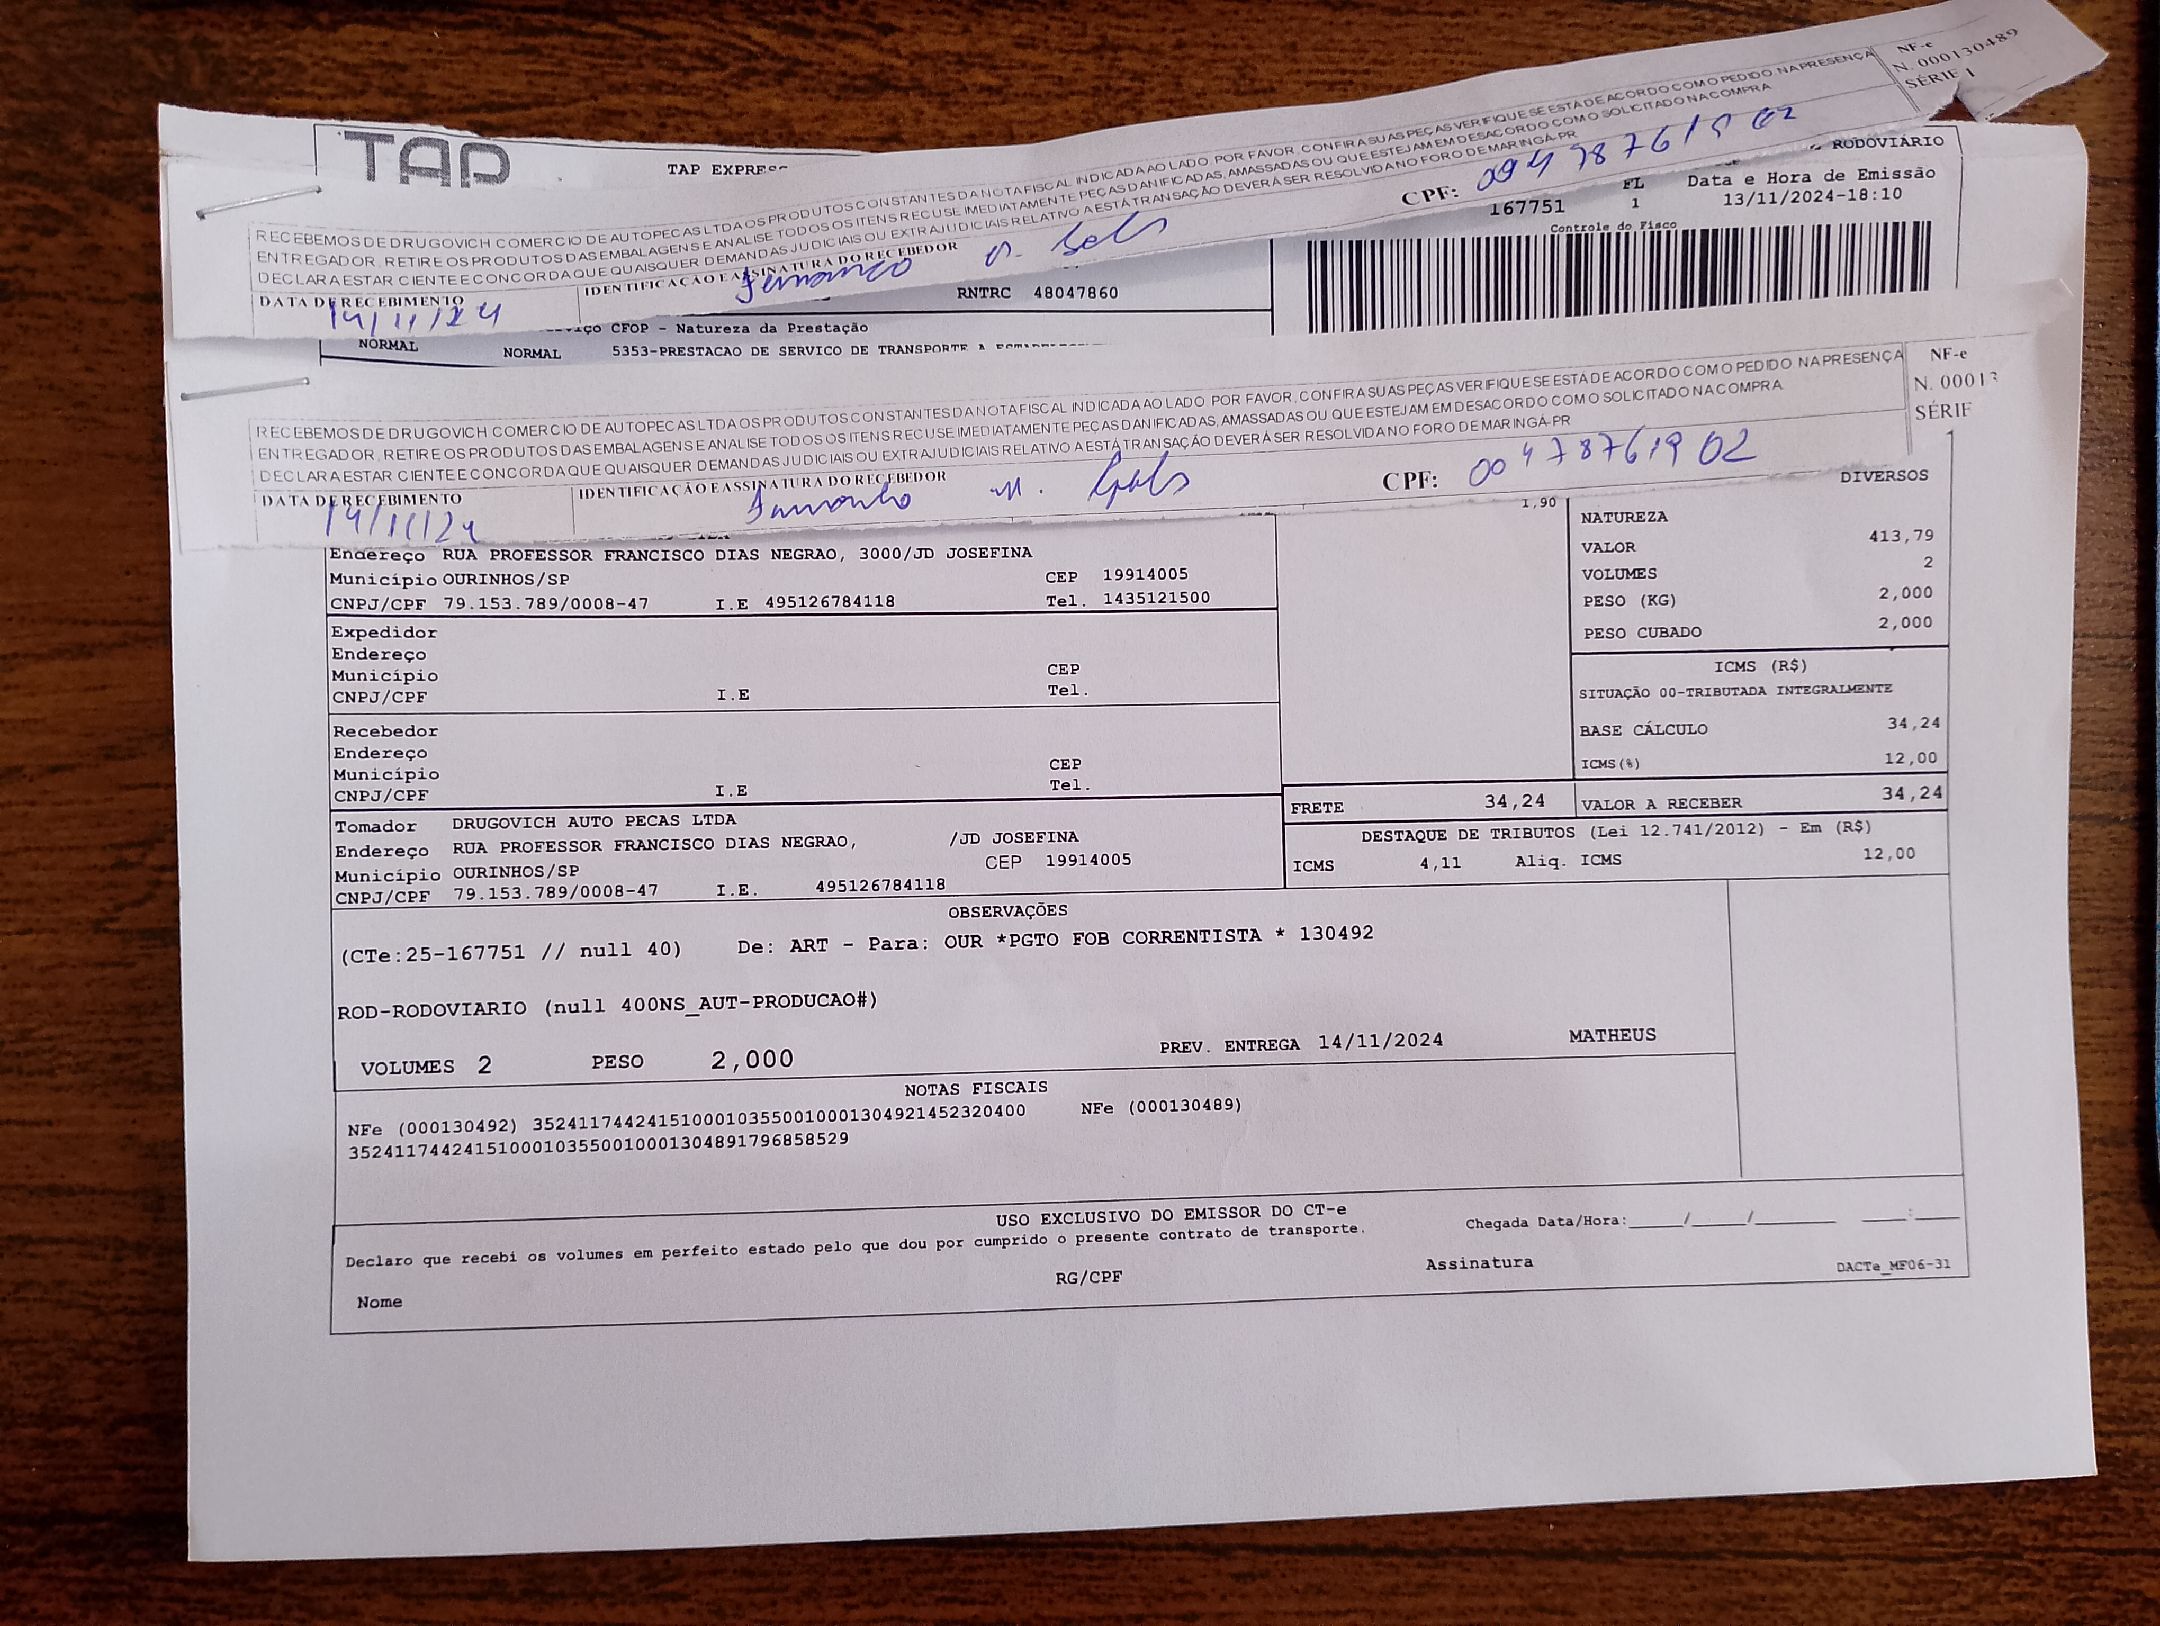 TAP
TAP EXPRESS
RECEBEMOS DE DRUGOVICH COMERCIO DE AUTOPECAS LTDA OS PRODUTOS CONSTANTES DA NOTA FISCAL INDICADA AO LADO. POR FAVOR, CONFIRA SUAS PEÇAS VERIFIQUE SE ESTÁ DE ACORDO COM O PEDIDO NA PRESENÇA
ENTREGADOR, RETIRE OS PRODUTOS DAS EMBALAGENS E ANALISE TODOS OS ITENS RECUSE IMEDIATAMENTE PEÇAS DANIFICADAS, AMASSADAS OU QUE ESTEJAM EM DESACORDO COM O SOLICITADO NA COMPRA
DECLARA ESTAR CIENTE E CONCORDA QUE QUAISQUER DEMANDAS JUDICIAIS OU EXTRAJUDICIAIS RELATIVO A ESTÁ TRANSAÇÃO DEVERÁ SER RESOLVIDA NO FORO DE MARINGÁ-PR
NF-e
N. 000130489
SÉRIE 1
DATA DE RECEBIMENTO
14/11/24
IDENTIFICAÇÃO E ASSINATURA DO RECEBEDOR
CPF:
RODOVIÁRIO
FL
167751 1
Data e Hora de Emissão
13/11/2024-18:10
Controle do Fisco
RNTRC 48047860
CFOP - Natureza da Prestação
NORMAL NORMAL 5353-PRESTACAO DE SERVICO DE TRANSPORTE A
RECEBEMOS DE DRUGOVICH COMERCIO DE AUTOPECAS LTDA OS PRODUTOS CONSTANTES DA NOTA FISCAL INDICADA AO LADO. POR FAVOR, CONFIRA SUAS PEÇAS VERIFIQUE SE ESTÁ DE ACORDO COM O PEDIDO NA PRESENÇA
ENTREGADOR, RETIRE OS PRODUTOS DAS EMBALAGENS E ANALISE TODOS OS ITENS RECUSE IMEDIATAMENTE PEÇAS DANIFICADAS, AMASSADAS OU QUE ESTEJAM EM DESACORDO COM O SOLICITADO NA COMPRA
DECLARA ESTAR CIENTE E CONCORDA QUE QUAISQUER DEMANDAS JUDICIAIS OU EXTRAJUDICIAIS RELATIVO A ESTÁ TRANSAÇÃO DEVERÁ SER RESOLVIDA NO FORO DE MARINGÁ-PR
NF-e
N. 00013
SÉRIE
DATA DE RECEBIMENTO
14/11/24
IDENTIFICAÇÃO E ASSINATURA DO RECEBEDOR
CPF: 00478761902
1,90
DIVERSOS
NATUREZA
VALOR 413,79
VOLUMES 2
PESO (KG) 2,000
PESO CUBADO 2,000
Endereço RUA PROFESSOR FRANCISCO DIAS NEGRAO, 3000/JD JOSEFINA
Município OURINHOS/SP CEP 19914005
CNPJ/CPF 79.153.789/0008-47 I.E 495126784118 Tel. 1435121500
Expedidor
Endereço
Município CEP
CNPJ/CPF I.E Tel.
ICMS (R$)
SITUAÇÃO 00-TRIBUTADA INTEGRALMENTE
BASE CÁLCULO 34,24
ICMS(%) 12,00
Recebedor
Endereço
Município CEP
CNPJ/CPF I.E Tel.
FRETE 34,24 VALOR A RECEBER 34,24
Tomador DRUGOVICH AUTO PECAS LTDA
Endereço RUA PROFESSOR FRANCISCO DIAS NEGRAO, /JD JOSEFINA
Município OURINHOS/SP CEP 19914005
CNPJ/CPF 79.153.789/0008-47 I.E. 495126784118
DESTAQUE DE TRIBUTOS (Lei 12.741/2012) - Em (R$)
ICMS 4,11 Aliq. ICMS 12,00
OBSERVAÇÕES
(CTe:25-167751 // null 40) De: ART - Para: OUR *PGTO FOB CORRENTISTA * 130492
ROD-RODOVIARIO (null 400NS_AUT-PRODUCAO#)
VOLUMES 2 PESO 2,000 PREV. ENTREGA 14/11/2024 MATHEUS
NOTAS FISCAIS
NFe (000130492) 35241174424151000103550010001304921452320400 NFe (000130489)
35241174424151000103550010001304891796858529
USO EXCLUSIVO DO EMISSOR DO CT-e
Declaro que recebi os volumes em perfeito estado pelo que dou por cumprido o presente contrato de transporte.
Chegada Data/Hora:_____/_____/________ ____:____
Nome RG/CPF Assinatura DACTe_MF06-31